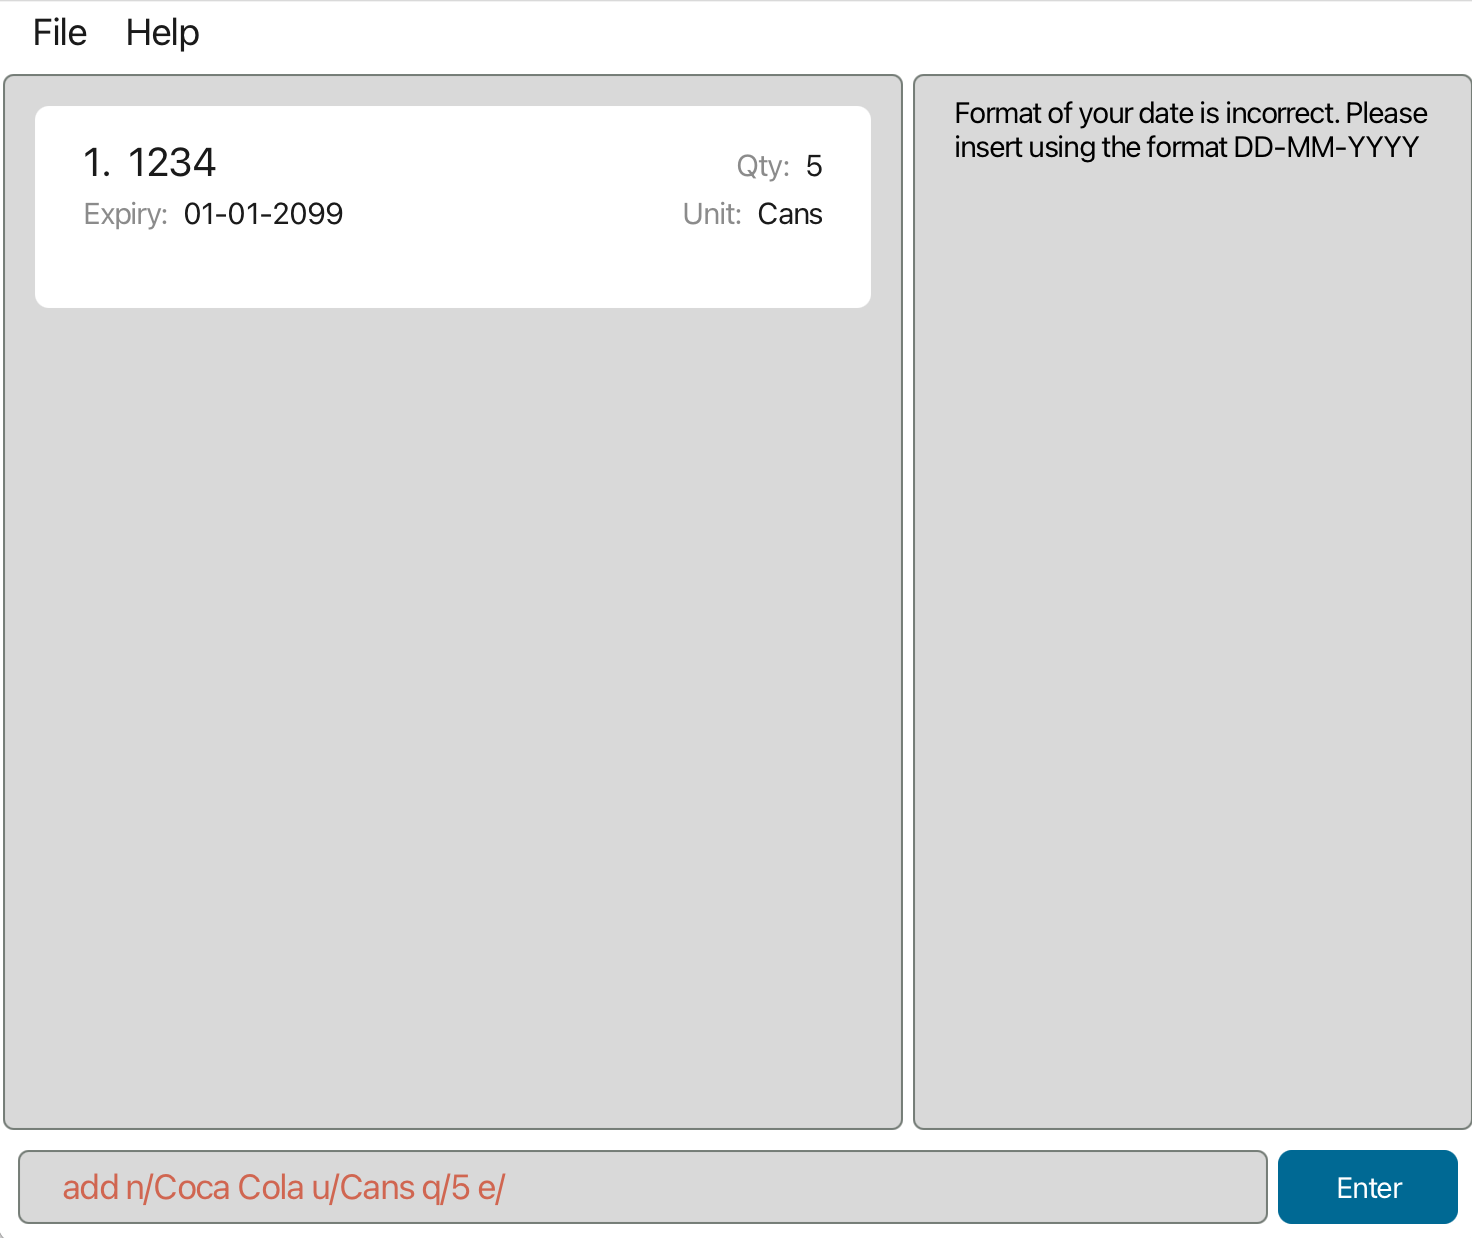 File Help
1. 1234
Qty: 5
Expiry: 01-01-2099
Unit: Cans
Format of your date is incorrect. Please
insert using the format DD-MM-YYYY
add n/Coca Cola u/Cans q/5 e/
Enter